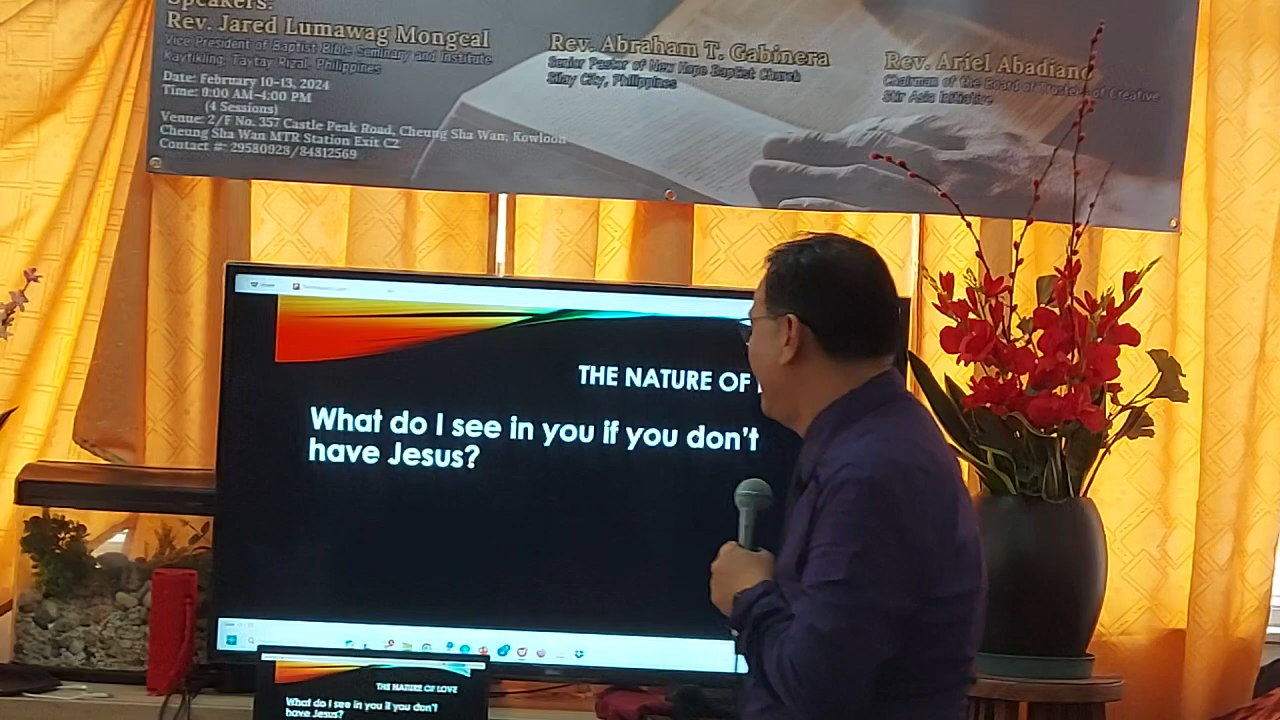 Speakers:
Rev. Jared Lumawag Mongcal
Vice President of Baptist Bible Seminary and Institute
Kaytikling, Taytay Rizal, Philippines
Date: February 10-13, 2024
Time: 9:00 AM-4:00 PM
(4 Sessions)
Venue: 2/F No. 357 Castle Peak Road, Cheung Sha Wan, Kowloon
Cheung Sha Wan MTR Station Exit C2
Contact #: 29580928/84812569
Rev. Abraham T. Gabinera
Senior Pastor of New Hope Baptist Church
Silay City, Philippines
Rev. Ariel Abadiano
Chairman of the Board of Trustees of Creative
Stir Asia Initiative
THE NATURE OF
What do I see in you if you don't
have Jesus?
THE NATURE OF LOVE
What do I see in you if you don't
have Jesus?